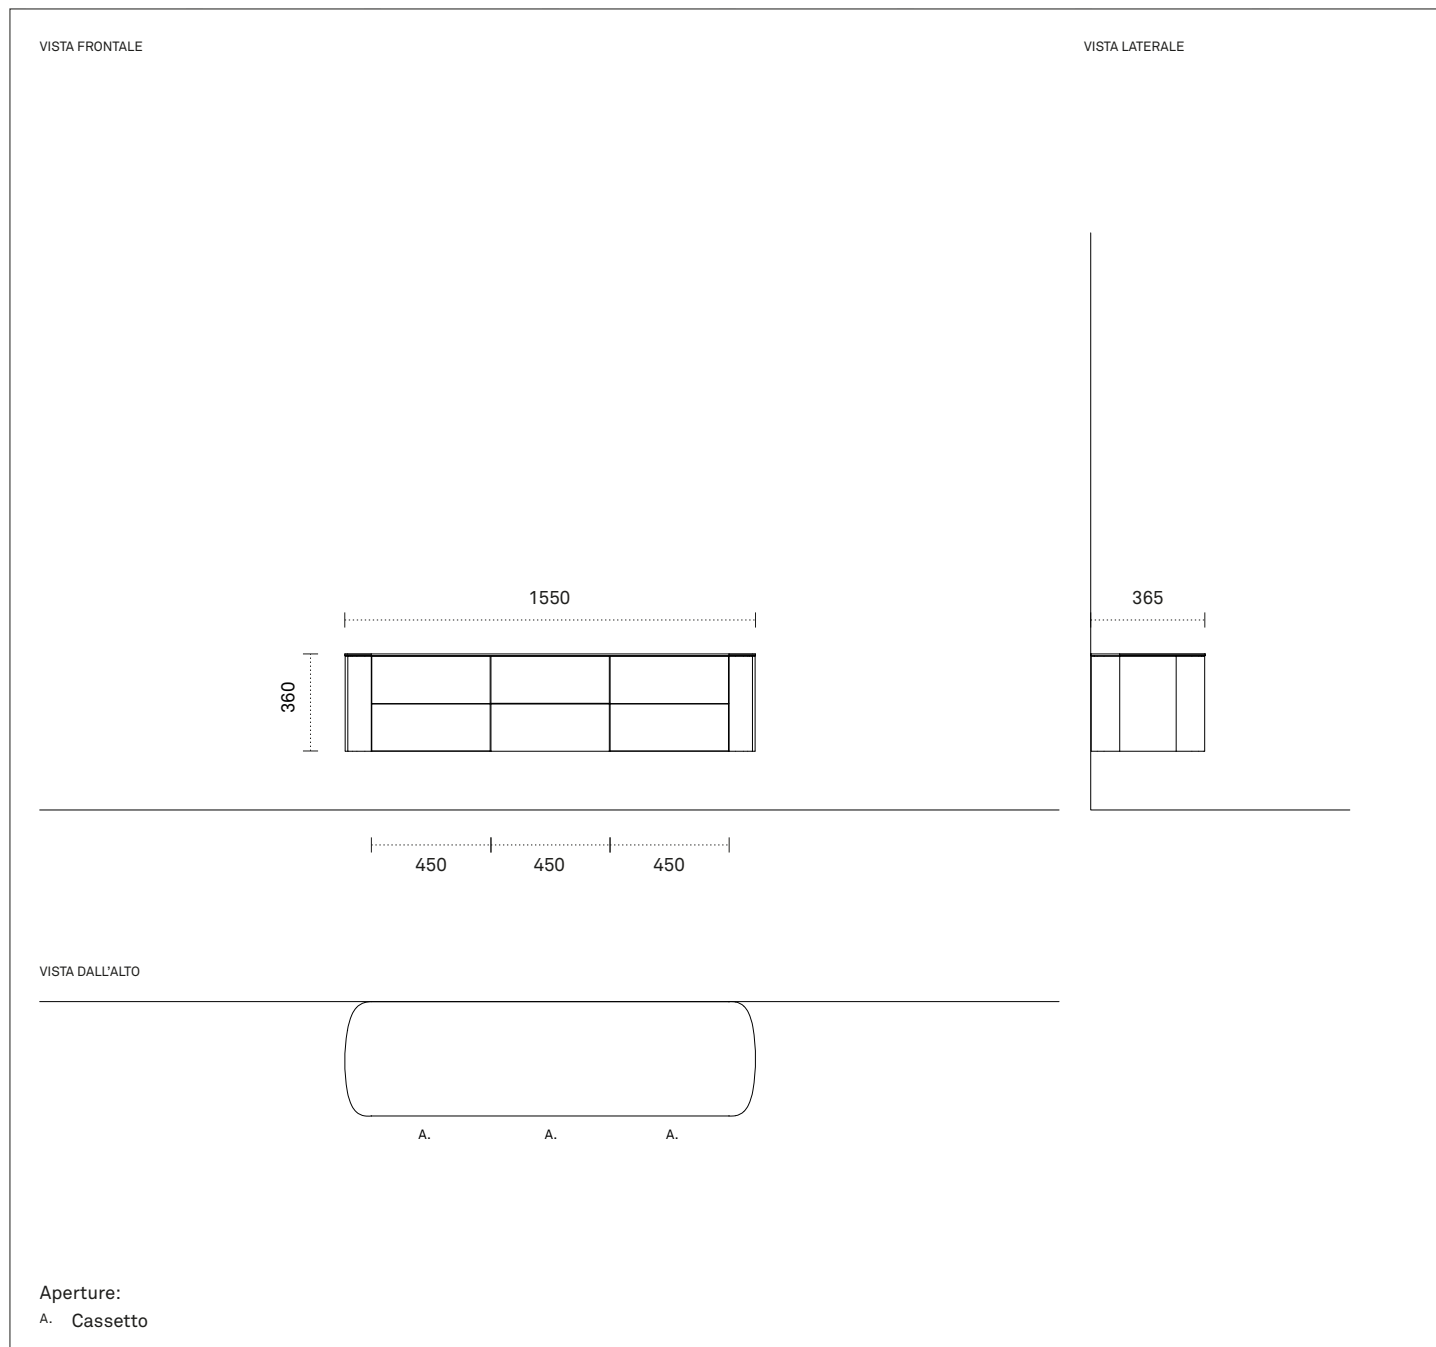 VISTA FRONTALE
VISTA LATERALE
1550
365
360
450 450 450
VISTA DALL'ALTO
A. A. A.
Aperture:
A. Cassetto